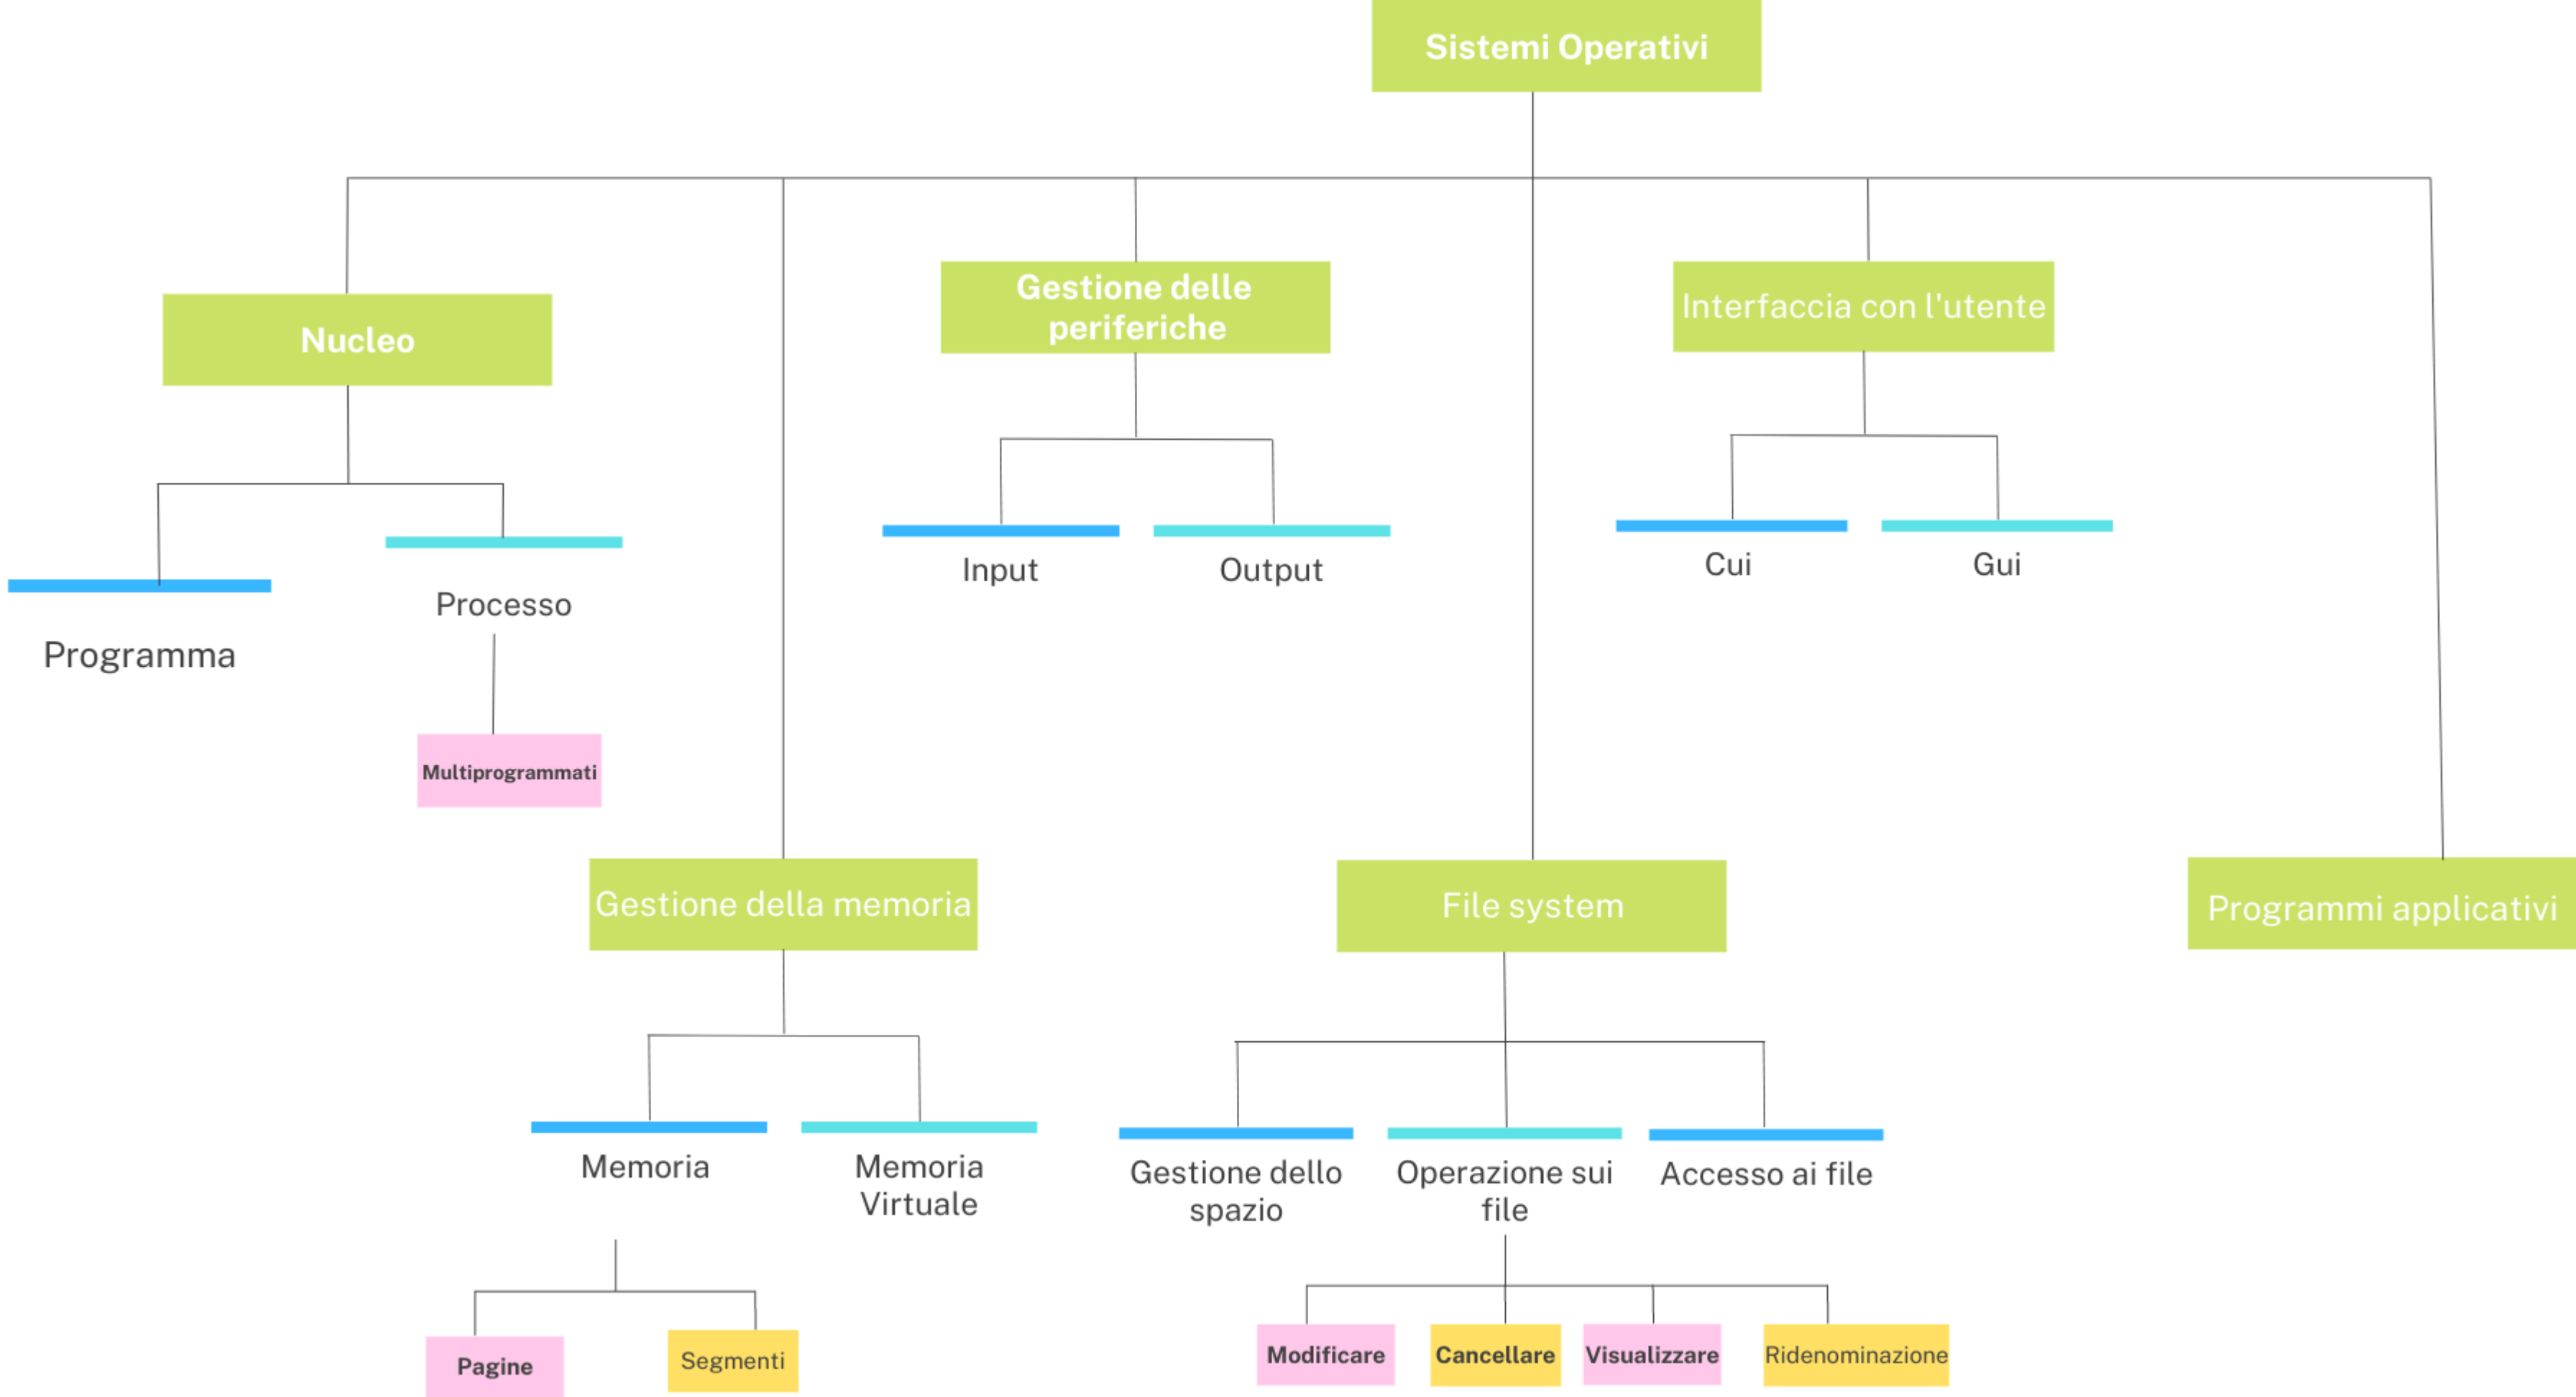 Sistemi Operativi
Nucleo
Gestione delle
periferiche
Interfaccia con l'utente
Programma
Processo
Multiprogrammati
Input
Output
Cui
Gui
Gestione della memoria
File system
Programmi applicativi
Memoria
Memoria
Virtuale
Gestione dello
spazio
Operazione sui
file
Accesso ai file
Pagine
Segmenti
Modificare
Cancellare
Visualizzare
Ridenominazione